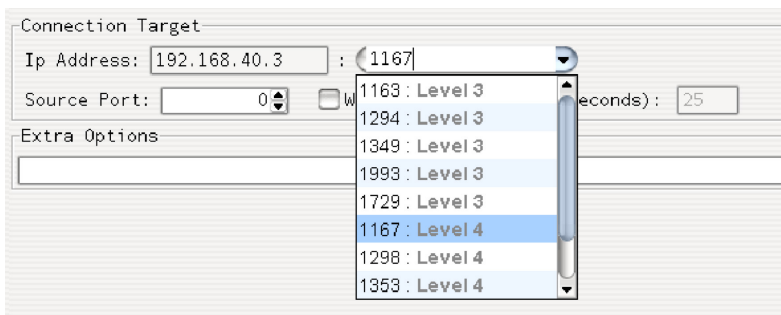 Connection Target
Ip Address: 192.168.40.3 : 1167
Source Port: 0 W econds): 25
Extra Options
1163 : Level 3
1294 : Level 3
1349 : Level 3
1993 : Level 3
1729 : Level 3
1167 : Level 4
1298 : Level 4
1353 : Level 4